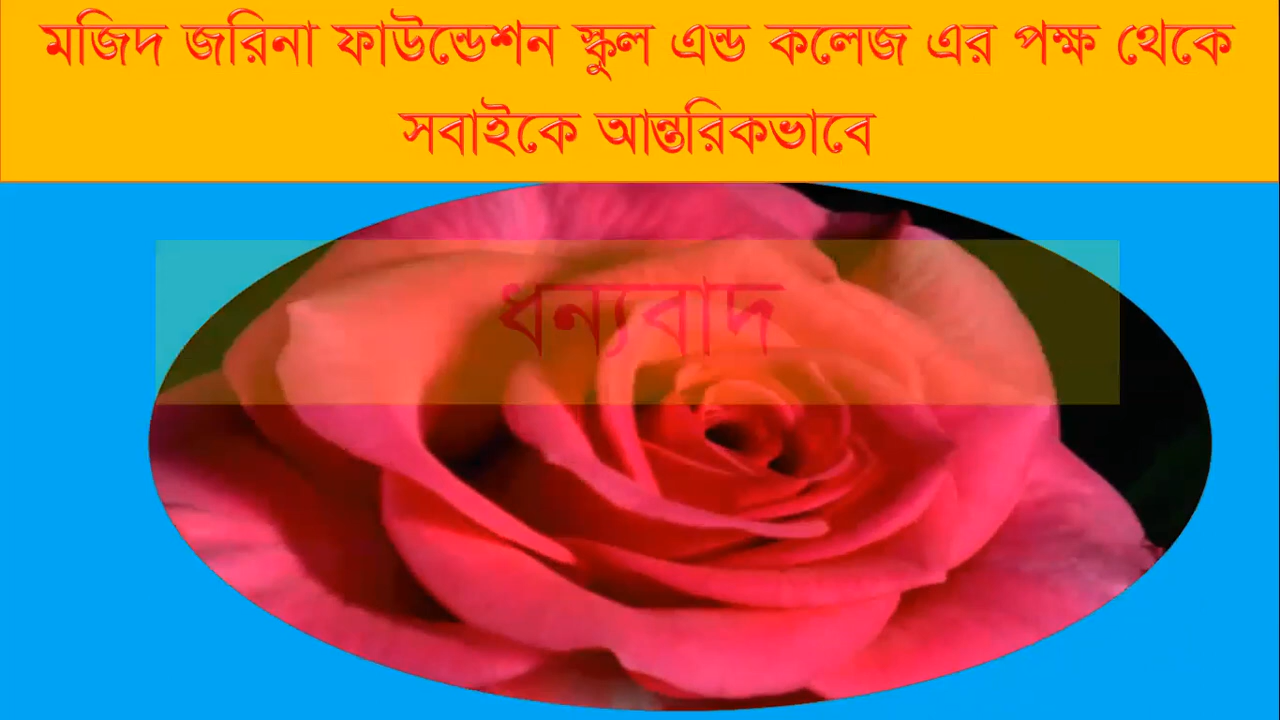 মজিদ জরিনা ফাউন্ডেশন স্কুল এন্ড কলেজ এর পক্ষ থেকে
সবাইকে আন্তরিকভাবে
ধন্যবাদ